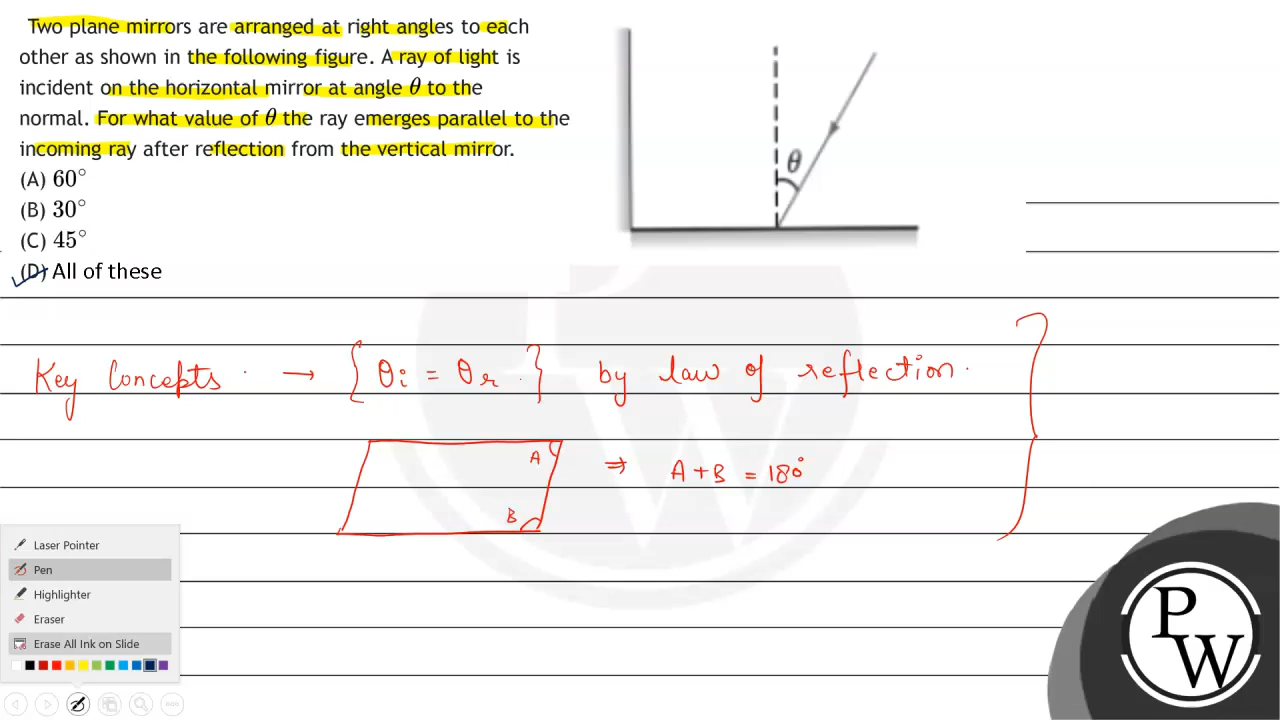 Two plane mirrors are arranged at right angles to each
other as shown in the following figure. A ray of light is
incident on the horizontal mirror at angle θ to the
normal. For what value of θ the ray emerges parallel to the
incoming ray after reflection from the vertical mirror.
(A) 60°
(B) 30°
(C) 45°
(D) All of these
θ
Key Concepts → {θi = θr.} by law of reflection.
A
B
⇒ A+B = 180°
Laser Pointer
Pen
Highlighter
Eraser
Erase All Ink on Slide
P
W